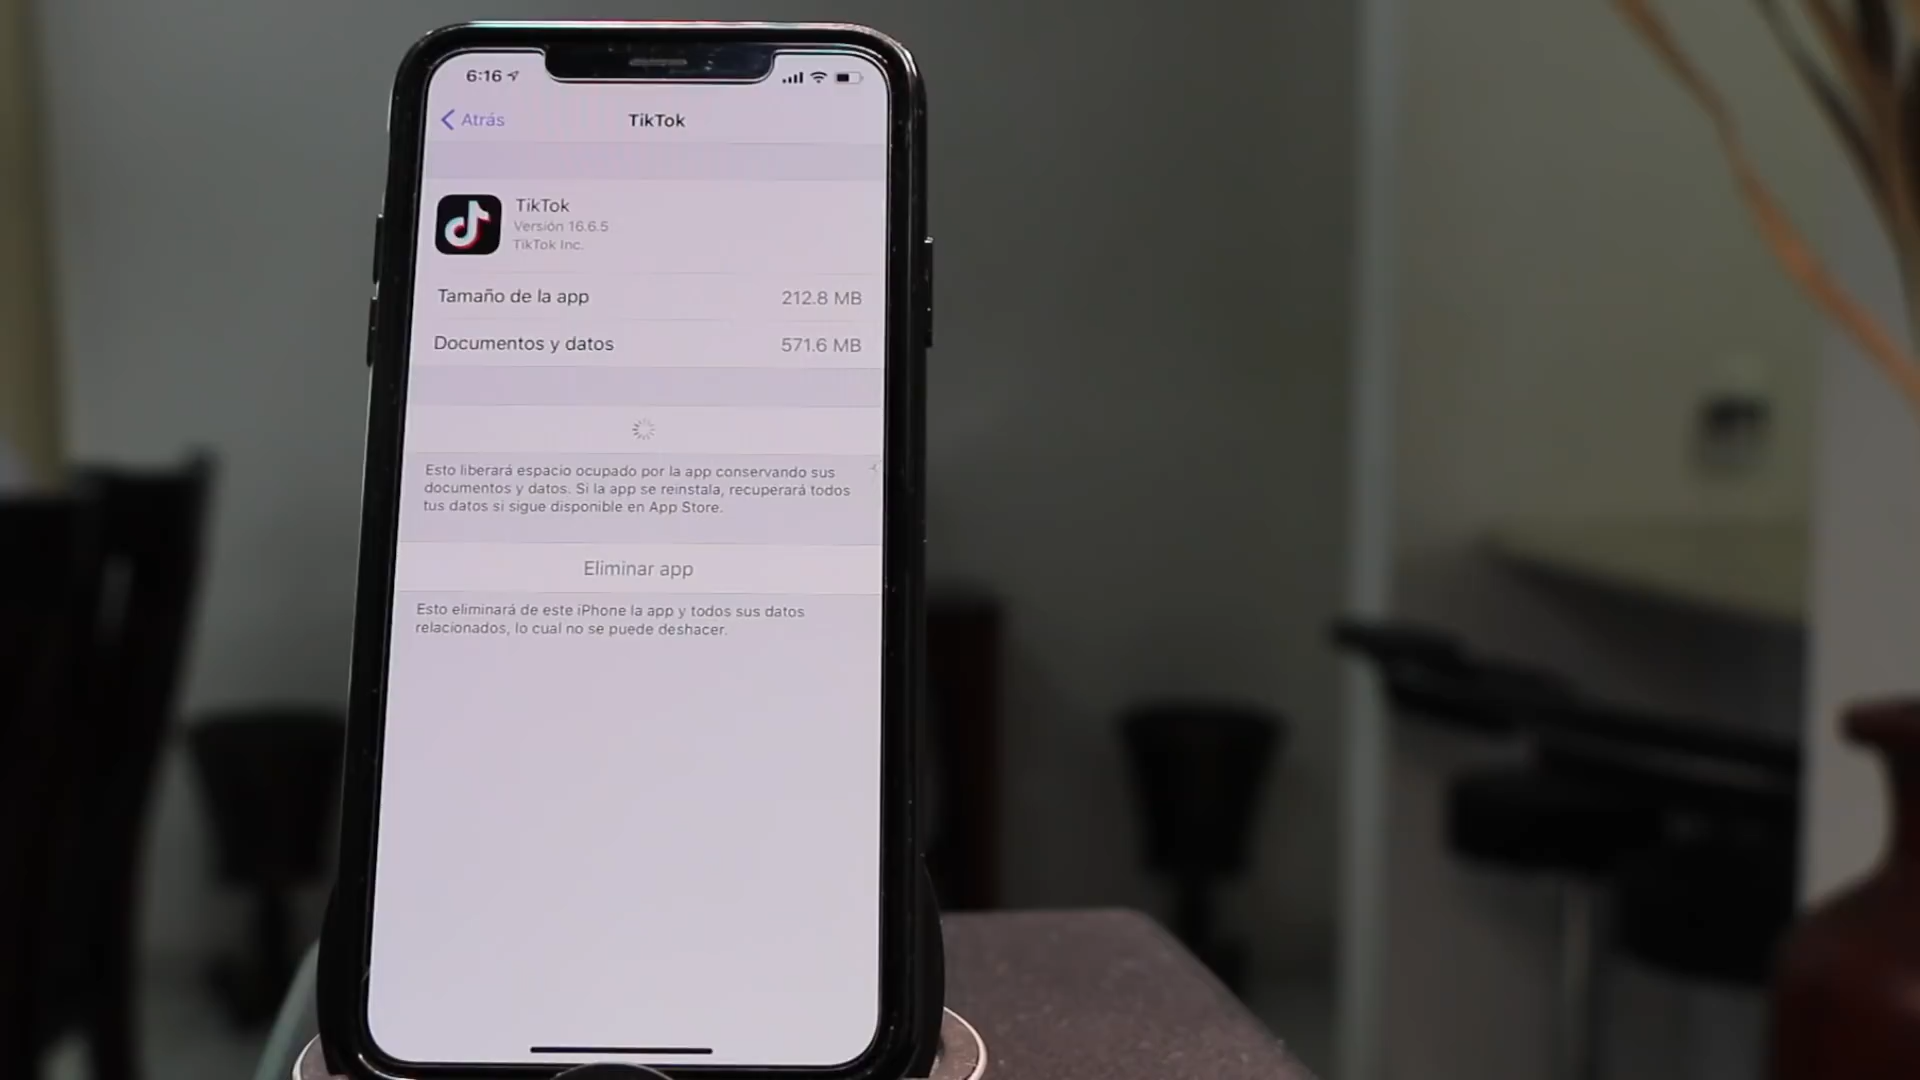 6:16
Atrás
TikTok
TikTok
Versión 16.6.5
TikTok Inc.
Tamaño de la app 212.8 MB
Documentos y datos 571.6 MB
Esto liberará espacio ocupado por la app conservando sus
documentos y datos. Si la app se reinstala, recuperará todos
tus datos si sigue disponible en App Store.
Eliminar app
Esto eliminará de este iPhone la app y todos sus datos
relacionados, lo cual no se puede deshacer.